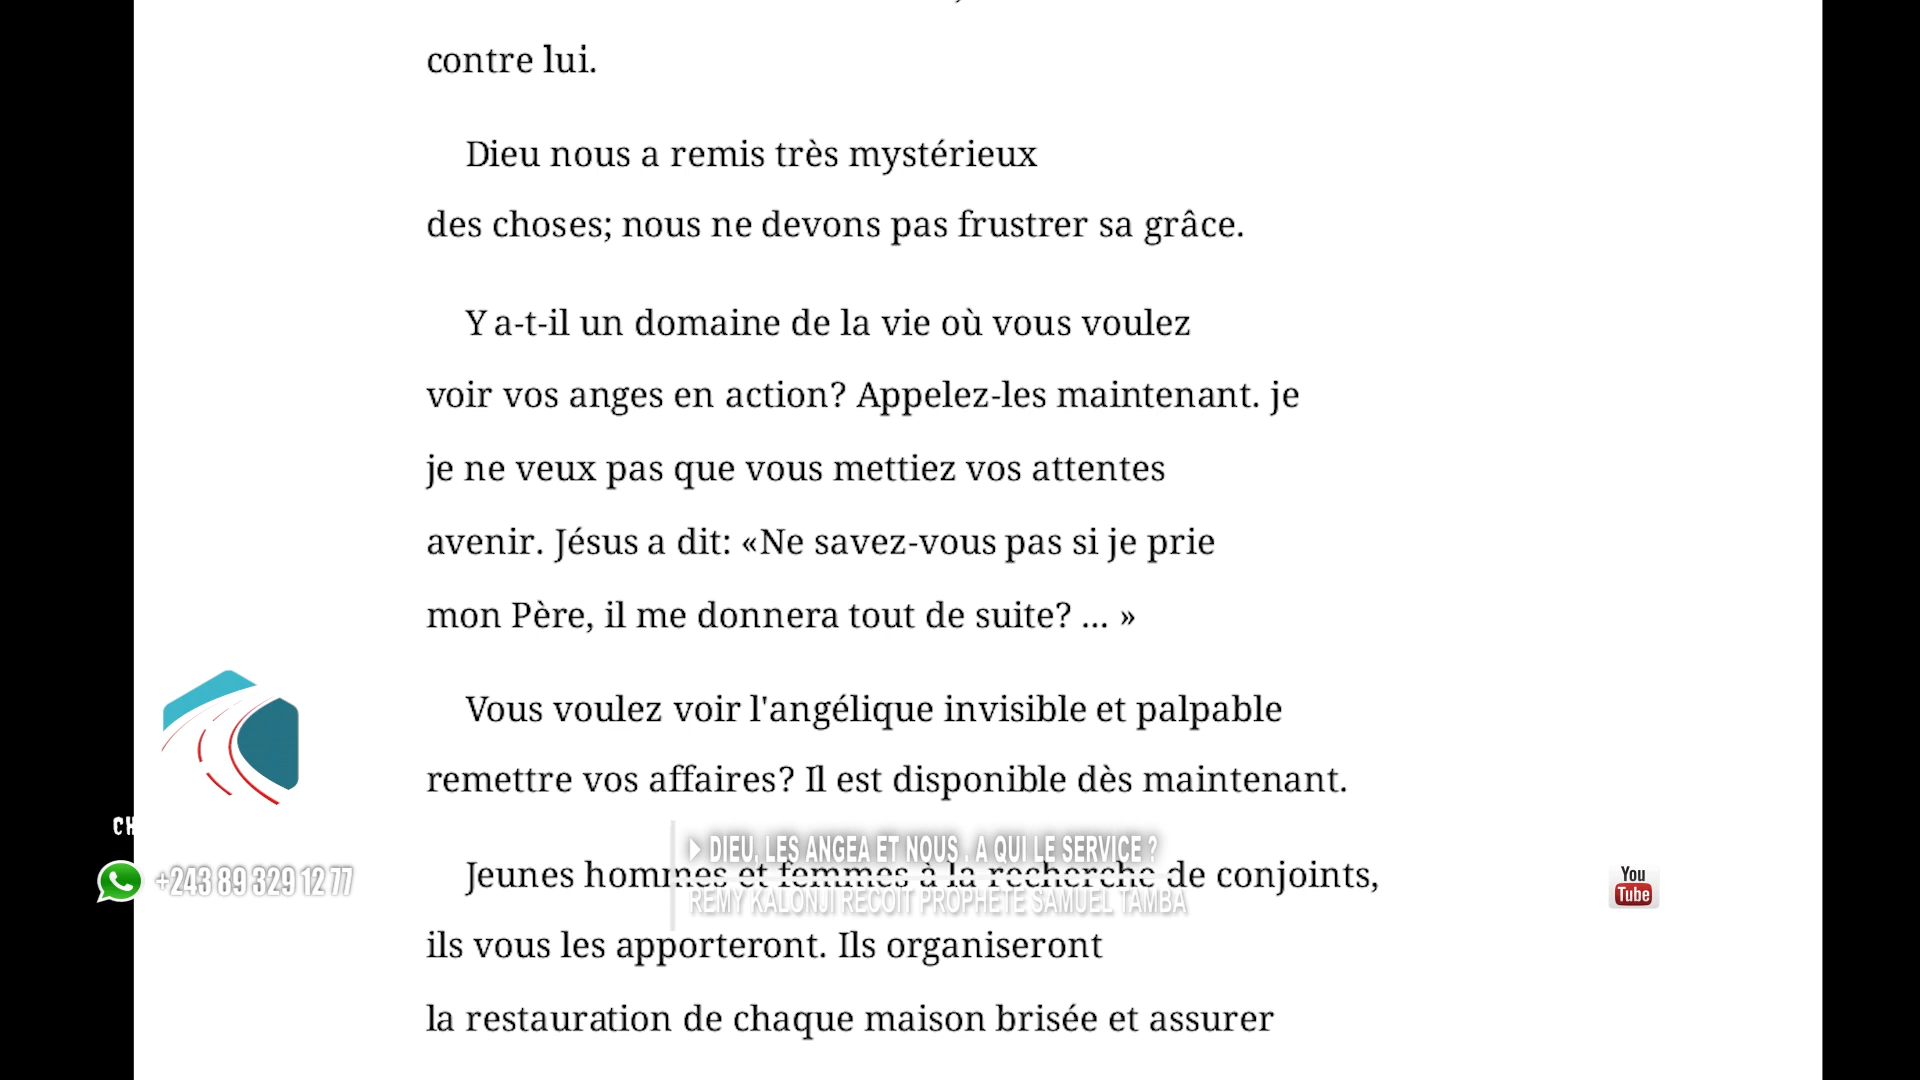 contre lui.
Dieu nous a remis très mystérieux
des choses; nous ne devons pas frustrer sa grâce.
Y a-t-il un domaine de la vie où vous voulez
voir vos anges en action? Appelez-les maintenant. je
je ne veux pas que vous mettiez vos attentes
avenir. Jésus a dit: «Ne savez-vous pas si je prie
mon Père, il me donnera tout de suite? ... »
Vous voulez voir l'angélique invisible et palpable
remettre vos affaires? Il est disponible dès maintenant.
Jeunes hommes et femmes à la recherche de conjoints,
ils vous les apporteront. Ils organiseront
la restauration de chaque maison brisée et assurer
CH
+243 89 329 12 77
DIEU, LES ANGEA ET NOUS . A QUI LE SERVICE ?
REMY KALONJI RECOIT PROPHETE SAMUEL TAMBA
You
Tube